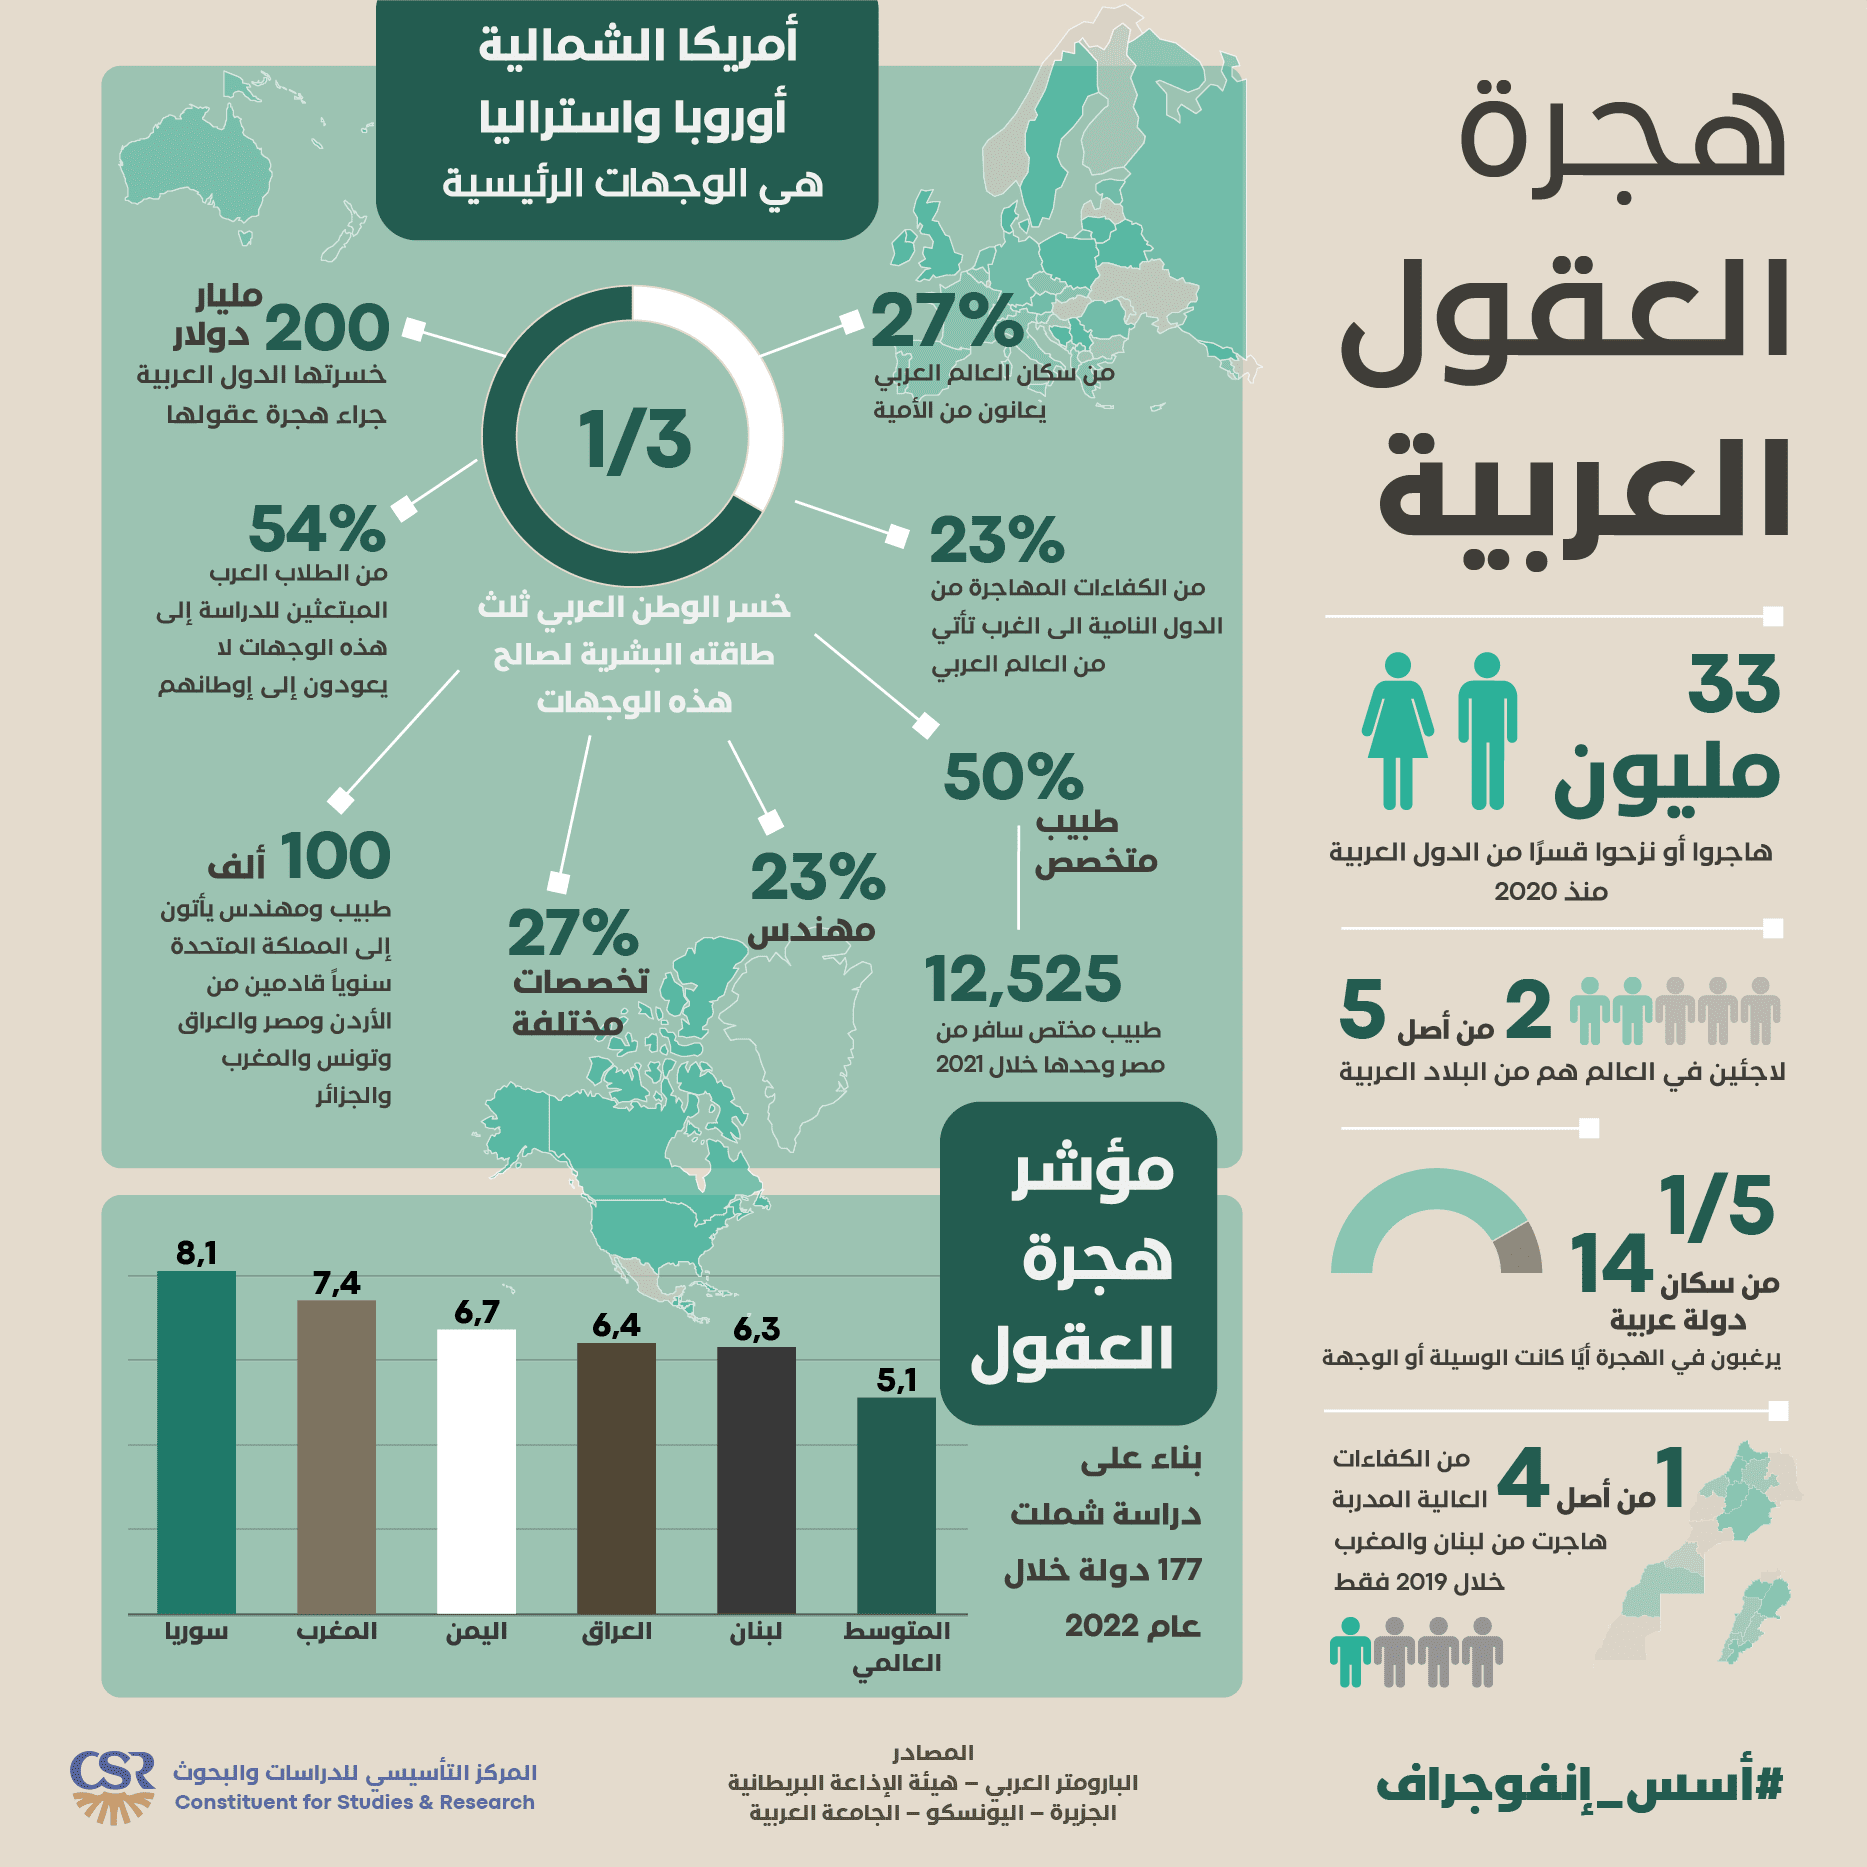 هجرة
العقول
العربية
33
مليون
هاجروا أو نزحوا قسرًا من الدول العربية
منذ 2020
2 من أصل 5
لاجئين في العالم هم من البلاد العربية
1/5
من سكان 14
دولة عربية
يرغبون في الهجرة أيًا كانت الوسيلة أو الوجهة
1 من أصل 4
من الكفاءات
العالية المدربة
هاجرت من لبنان والمغرب
خلال 2019 فقط
#أسس_إنفوجراف
أمريكا الشمالية
أوروبا واستراليا
هي الوجهات الرئيسية
1/3
خسر الوطن العربي ثلث
طاقته البشرية لصالح
هذه الوجهات
27%
من سكان العالم العربي
يعانون من الأمية
23%
من الكفاءات المهاجرة من
الدول النامية الى الغرب تأتي
من العالم العربي
50%
طبيب
متخصص
12,525
طبيب مختص سافر من
مصر وحدها خلال 2021
23%
مهندس
27%
تخصصات
مختلفة
200 مليار
دولار
خسرتها الدول العربية
جراء هجرة عقولها
54%
من الطلاب العرب
المبتعثين للدراسة إلى
هذه الوجهات لا
يعودون إلى إوطانهم
100 ألف
طبيب ومهندس يأتون
إلى المملكة المتحدة
سنوياً قادمين من
الأردن ومصر والعراق
وتونس والمغرب
والجزائر
مؤشر
هجرة
العقول
بناء على
دراسة شملت
177 دولة خلال
عام 2022
8,1
7,4
6,7
6,4
6,3
5,1
سوريا
المغرب
اليمن
العراق
لبنان
المتوسط
العالمي
المصادر
البارومتر العربي – هيئة الإذاعة البريطانية
الجزيرة – اليونسكو – الجامعة العربية
CSR
المركز التأسيسي للدراسات والبحوث
Constituent for Studies & Research